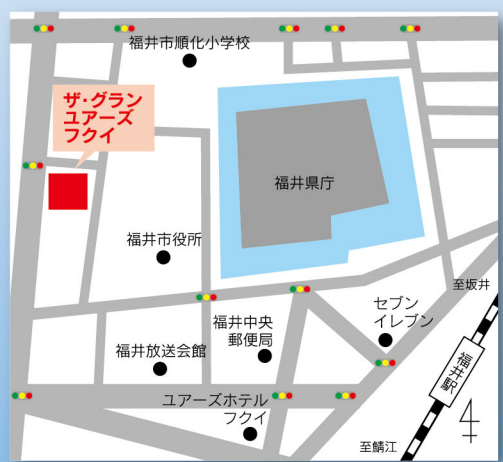 福井市順化小学校
ザ・グラン
ユアーズ
フクイ
福井県庁
福井市役所
至坂井
セブン
イレブン
福井中央
郵便局
福井放送会館
福井駅
ユアーズホテル
フクイ
至鯖江